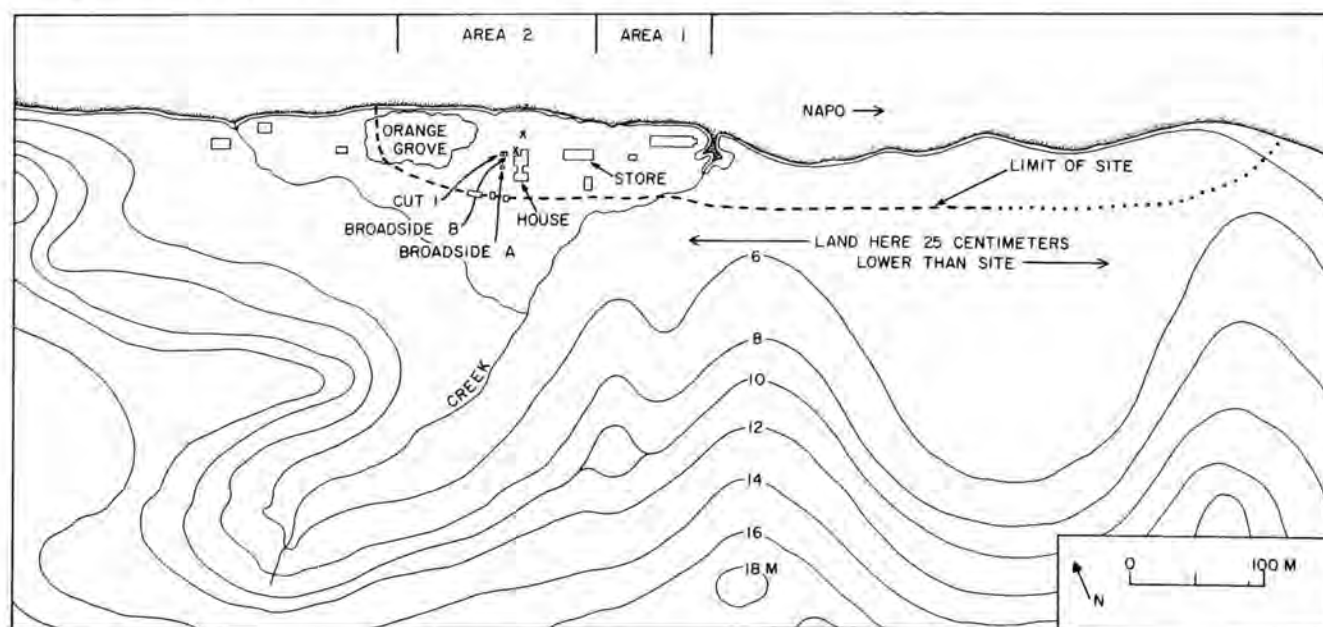 AREA 2
AREA 1
NAPO
ORANGE
GROVE
STORE
LIMIT OF SITE
CUT 1
HOUSE
BROADSIDE B
BROADSIDE A
LAND HERE 25 CENTIMETERS
LOWER THAN SITE
6
CREEK
8
10
12
14
16
18 M
0
100 M
N
X
X